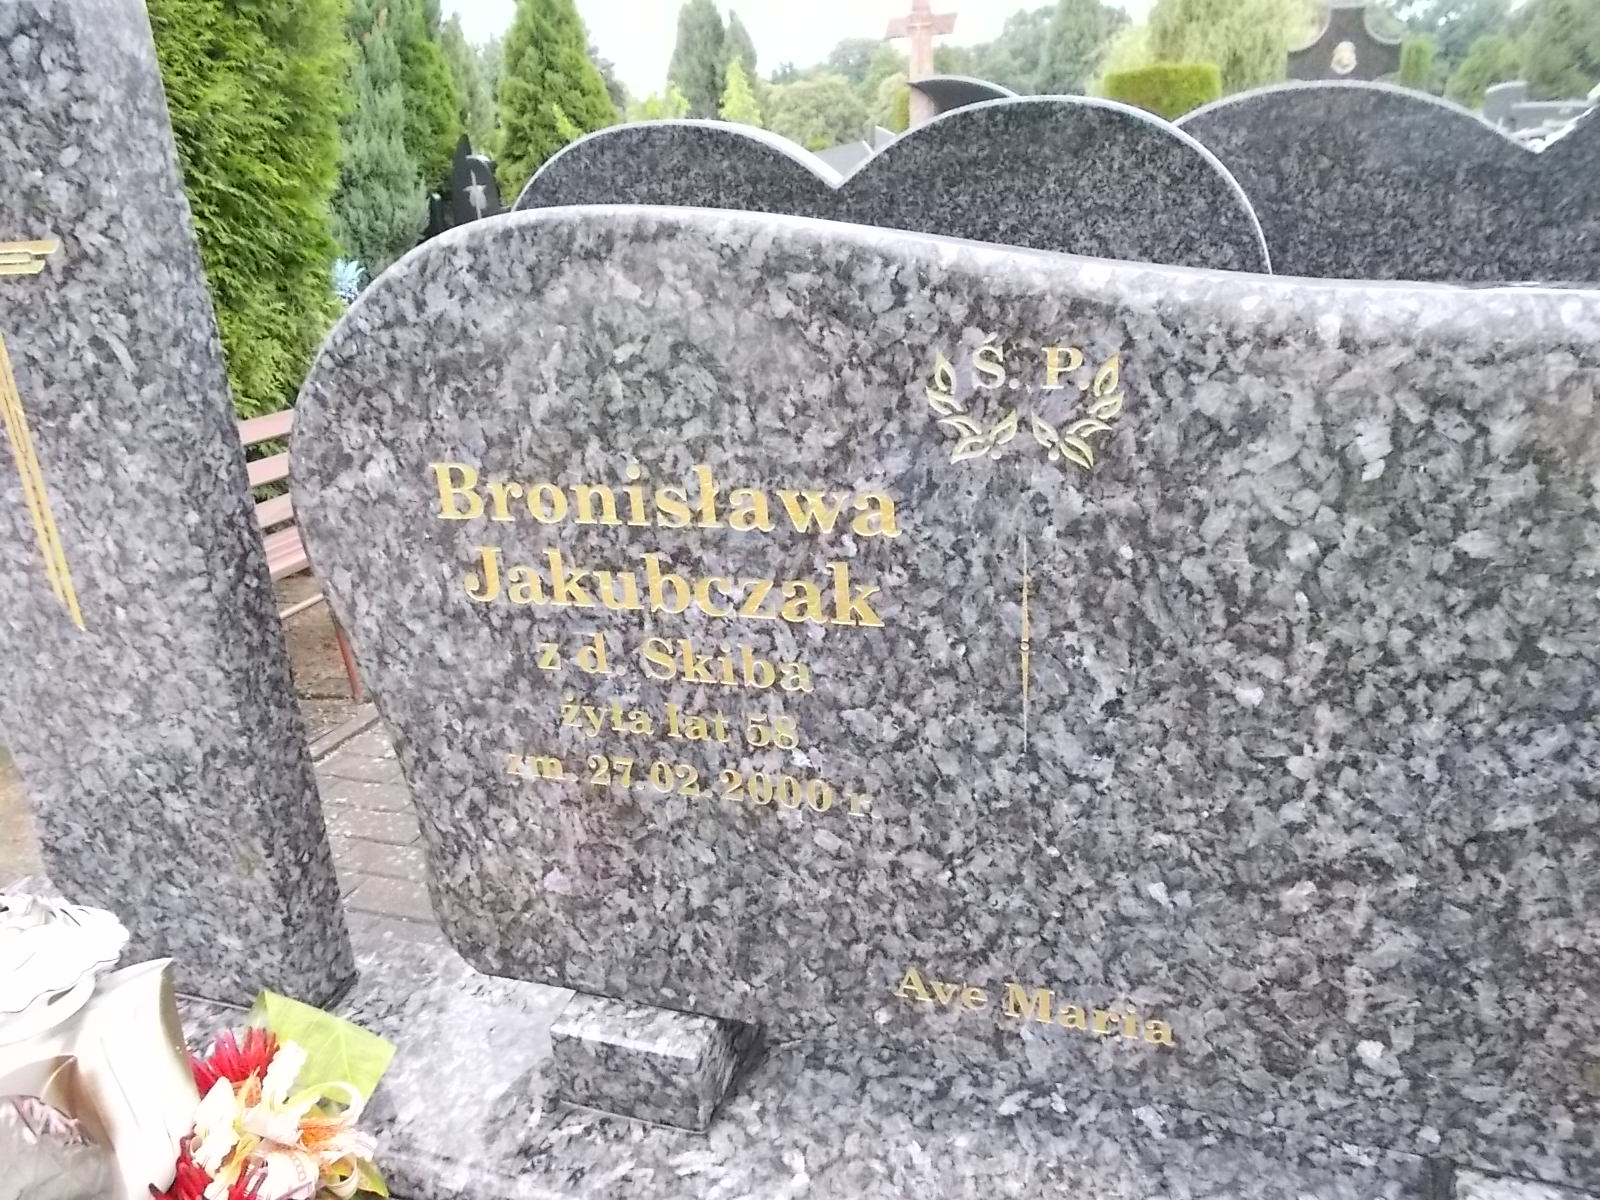 Ś. P.
Bronisława
Jakubczak
z d. Skiba
żyła lat 58
zm. 27.02.2000 r.
Ave Maria